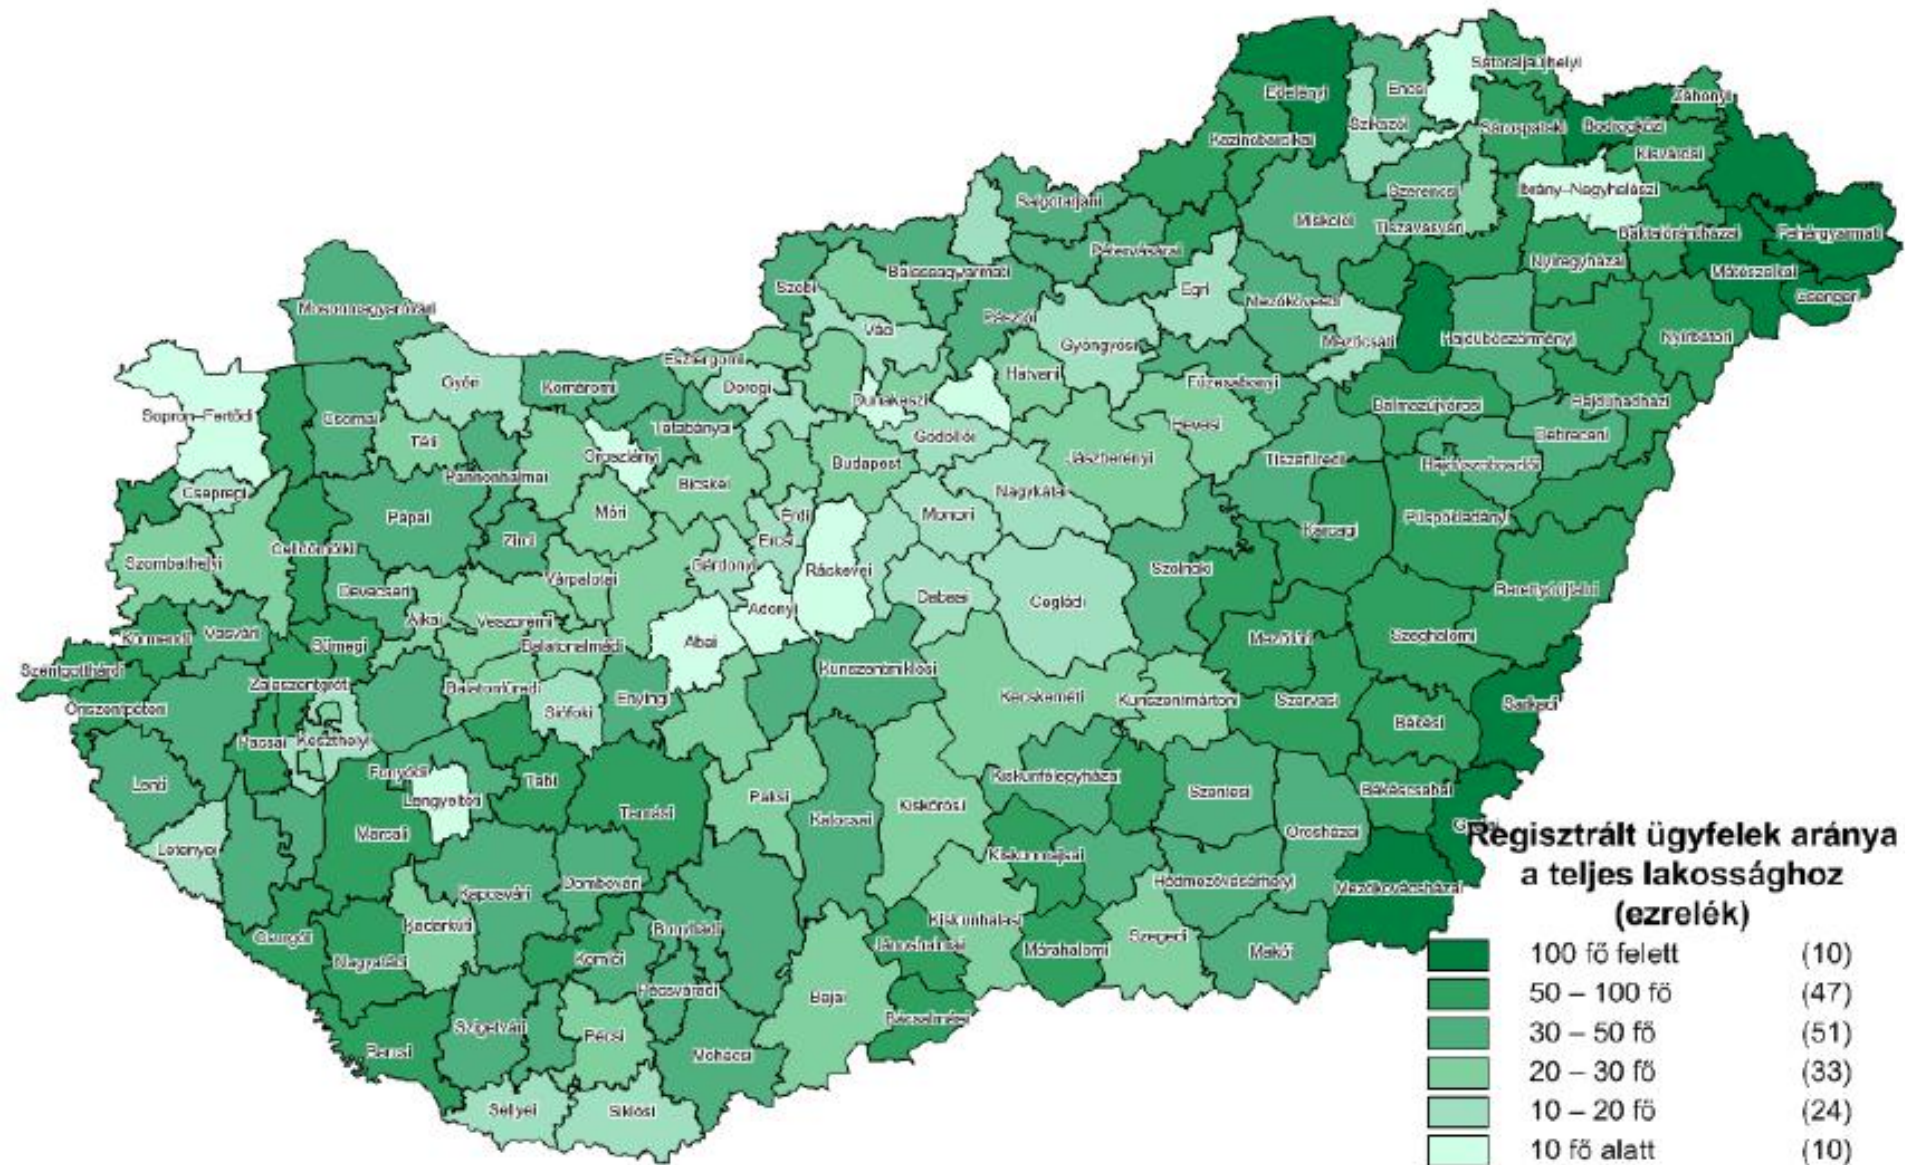 Sátoraljaújhelyi
Edelényi
Encsi
Záhonyi
Szikszói
Sárospataki
Bodrogközi
Kazincbarcikai
Kisvárdai
Szerencsi
Ibrány–Nagyhalászi
Salgótarjáni
Miskolci
Tiszavasvári
Baktalórántházai
Fehérgyarmati
Pétervásárai
Nyíregyházai
Mátészalkai
Balassagyarmati
Szobi
Egri
Mezőkövesdi
Csengeri
Mosonmagyaróvári
Pásztói
Váci
Gyöngyösi
Mezőcsáti
Hajdúböszörményi
Nyírbátori
Esztergomi
Hatvani
Füzesabonyi
Győri
Komáromi
Dorogi
Dunakeszi
Balmazújvárosi
Hajdúhadházi
Sopron–Fertődi
Csornai
Téti
Tatabányai
Gödöllői
Hevesi
Debreceni
Oroszlányi
Budapest
Jászberényi
Tiszafüredi
Hajdúszoboszlói
Pannonhalmai
Bicskei
Csepregi
Nagykátai
Pápai
Móri
Érdi
Monori
Karcagi
Püspökladányi
Zirci
Ercsi
Celldömölki
Szombathelyi
Várpalotai
Gárdonyi
Ráckevei
Szolnoki
Devecseri
Dabasi
Ceglédi
Berettyóújfalui
Ajkai
Veszprémi
Adonyi
Körmendi
Vasvári
Sümegi
Balatonalmádi
Abai
Mezőtúri
Szeghalomi
Szentgotthárdi
Kunszentmiklósi
Zalaszentgróti
Balatonfüredi
Enyingi
Kecskeméti
Kunszentmártoni
Szarvasi
Sarkadi
Őriszentpéteri
Siófoki
Békési
Pacsai
Keszthelyi
Lenti
Fonyódi
Tabi
Kiskunfélegyházai
Szentesi
Békéscsabai
Lengyeltóti
Paksi
Kiskőrösi
Tamási
Kalocsai
Marcali
Orosházai
Letenyei
Kiskunmajsai
Kaposvári
Dombóvári
Hódmezővásárhelyi
Mezőkovácsházai
Kadarkúti
Bonyhádi
Kiskunhalasi
Csurgói
Jánoshalmai
Szegedi
Nagyatádi
Komlói
Mórahalomi
Makói
Pécsváradi
Bajai
Bácsalmási
Szigetvári
Pécsi
Barcsi
Mohácsi
Sellyei
Siklósi
Regisztrált ügyfelek aránya
a teljes lakossághoz
(ezrelék)
100 fő felett (10)
50 – 100 fő (47)
30 – 50 fő (51)
20 – 30 fő (33)
10 – 20 fő (24)
10 fő alatt (10)